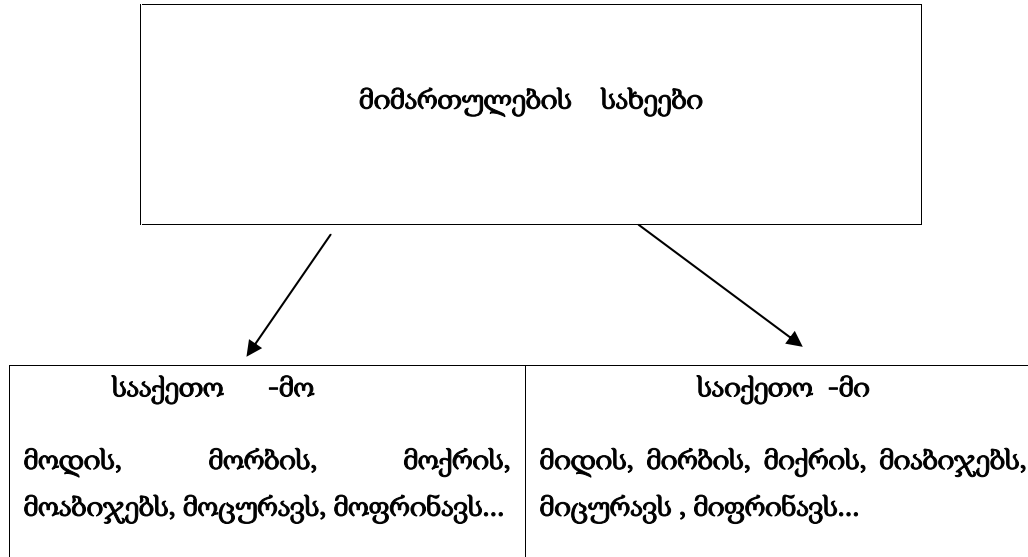 მიმართულების სახეები
სააქეთო -მო
მოდის, მორბის, მოქრის,
მოაბიჯებს, მოცურავს, მოფრინავს...
საიქეთო -მი
მიდის, მირბის, მიქრის, მიაბიჯებს,
მიცურავს , მიფრინავს...